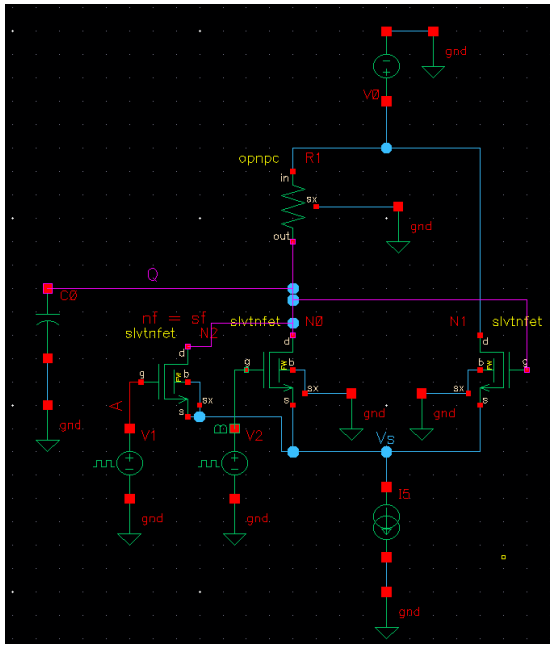 gnd
V0
opnpc R1
in
sx
gnd
out
Q
C0
nf = sf
slvtnfet N2
slvtnfet N0
N1 slvtnfet
d
d
d
g b
g b
b g
sx
sx
sx
s
s
s
A
B
gnd
gnd
gnd
V1
V2
Vs
I5
gnd
gnd
gnd